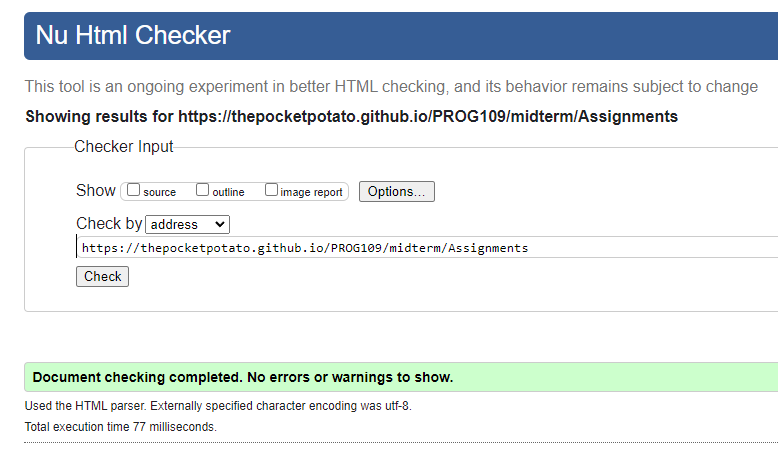 Nu Html Checker
This tool is an ongoing experiment in better HTML checking, and its behavior remains subject to change
Showing results for https://thepocketpotato.github.io/PROG109/midterm/Assignments
Checker Input
Show source outline image report Options...
Check by address
https://thepocketpotato.github.io/PROG109/midterm/Assignments
Check
Document checking completed. No errors or warnings to show.
Used the HTML parser. Externally specified character encoding was utf-8.
Total execution time 77 milliseconds.